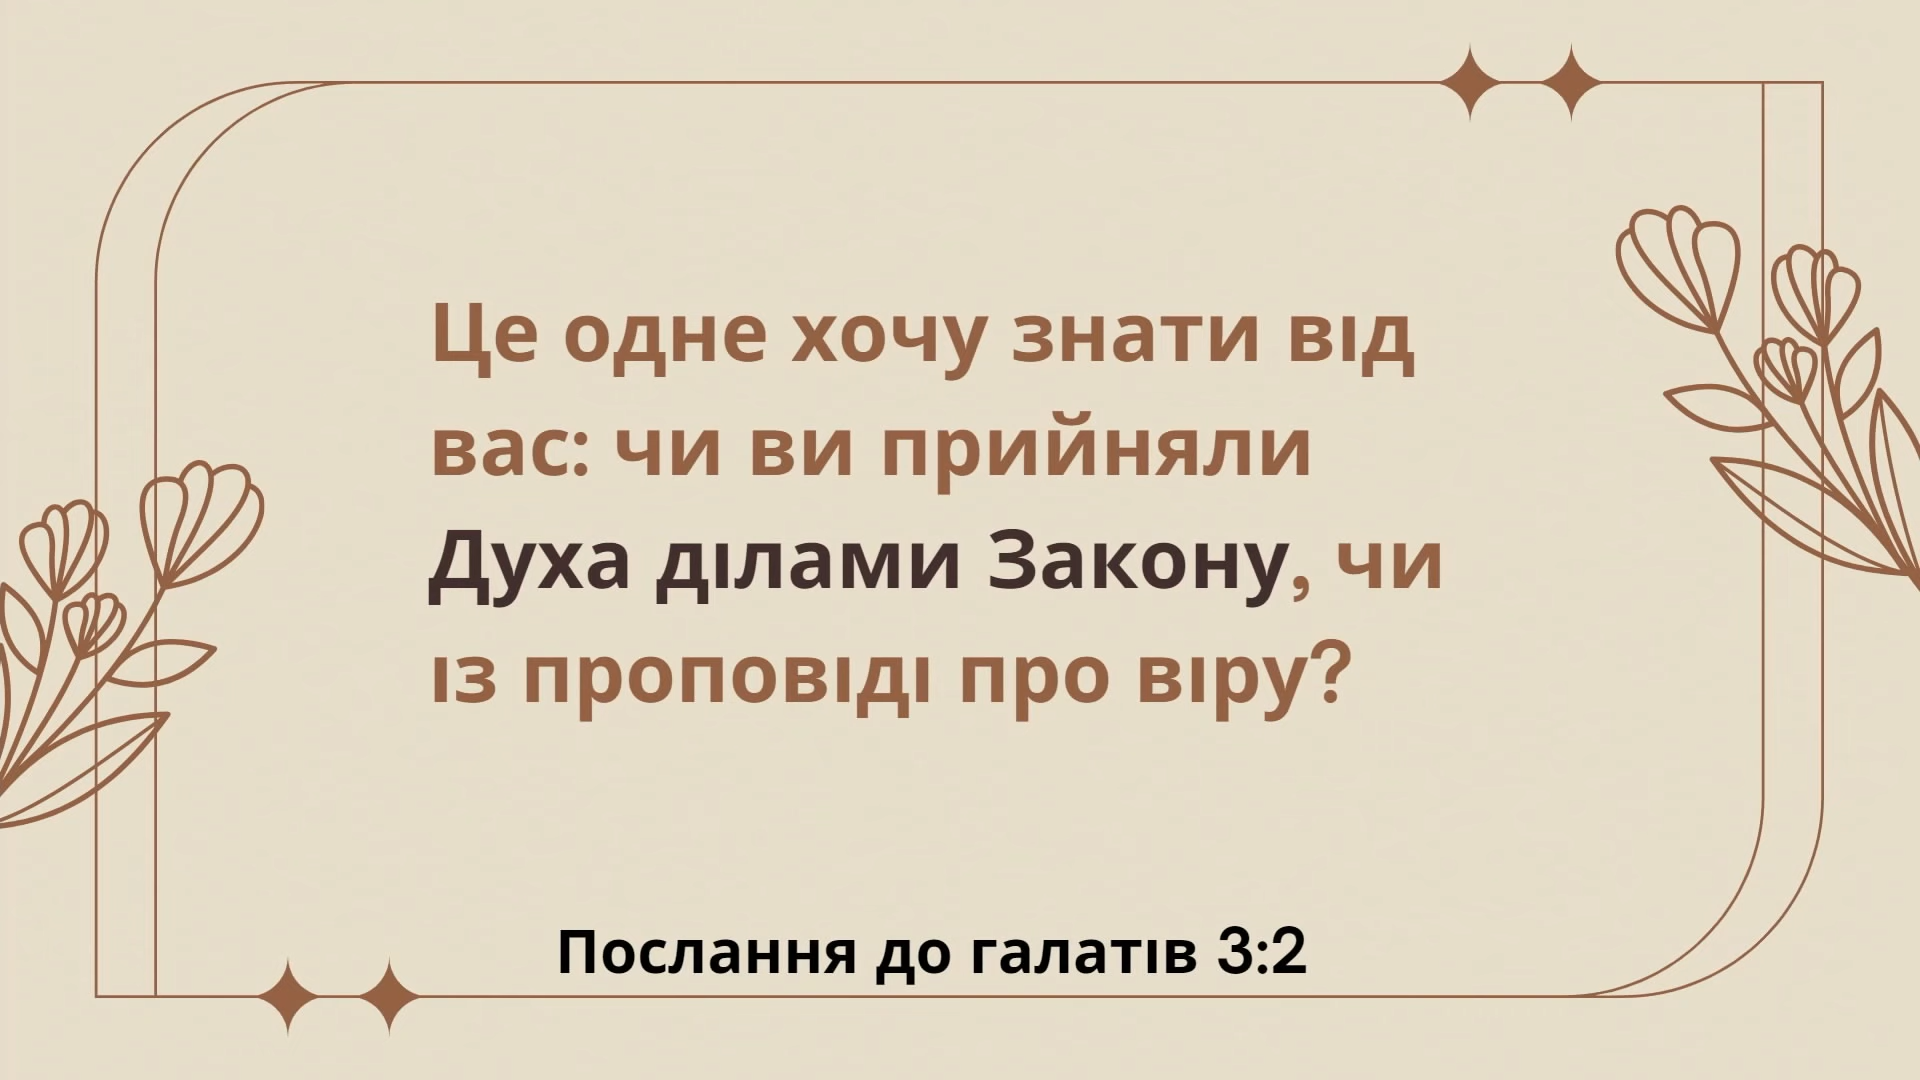 Це одне хочу знати від
вас: чи ви прийняли
Духа ділами Закону, чи
із проповіді про віру?
Послання до галатів 3:2